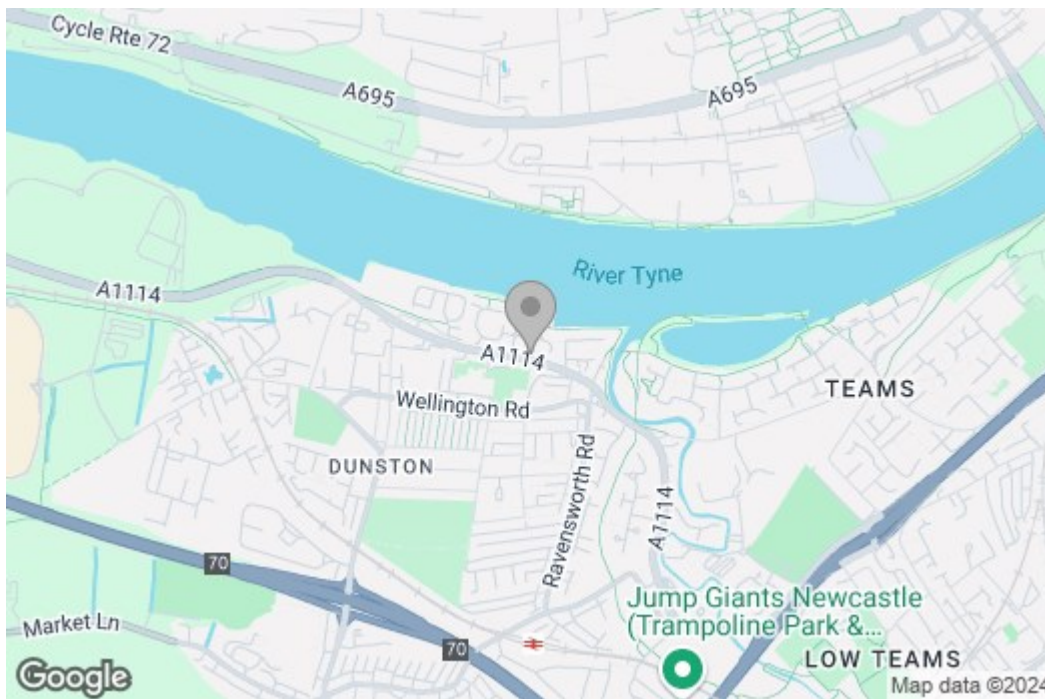 Cycle Rte 72
A695
A695
River Tyne
A1114
A1114
TEAMS
Wellington Rd
DUNSTON
Ravensworth Rd
A1114
70
Jump Giants Newcastle
(Trampoline Park &...
Market Ln
70
LOW TEAMS
Google
Map data ©2024